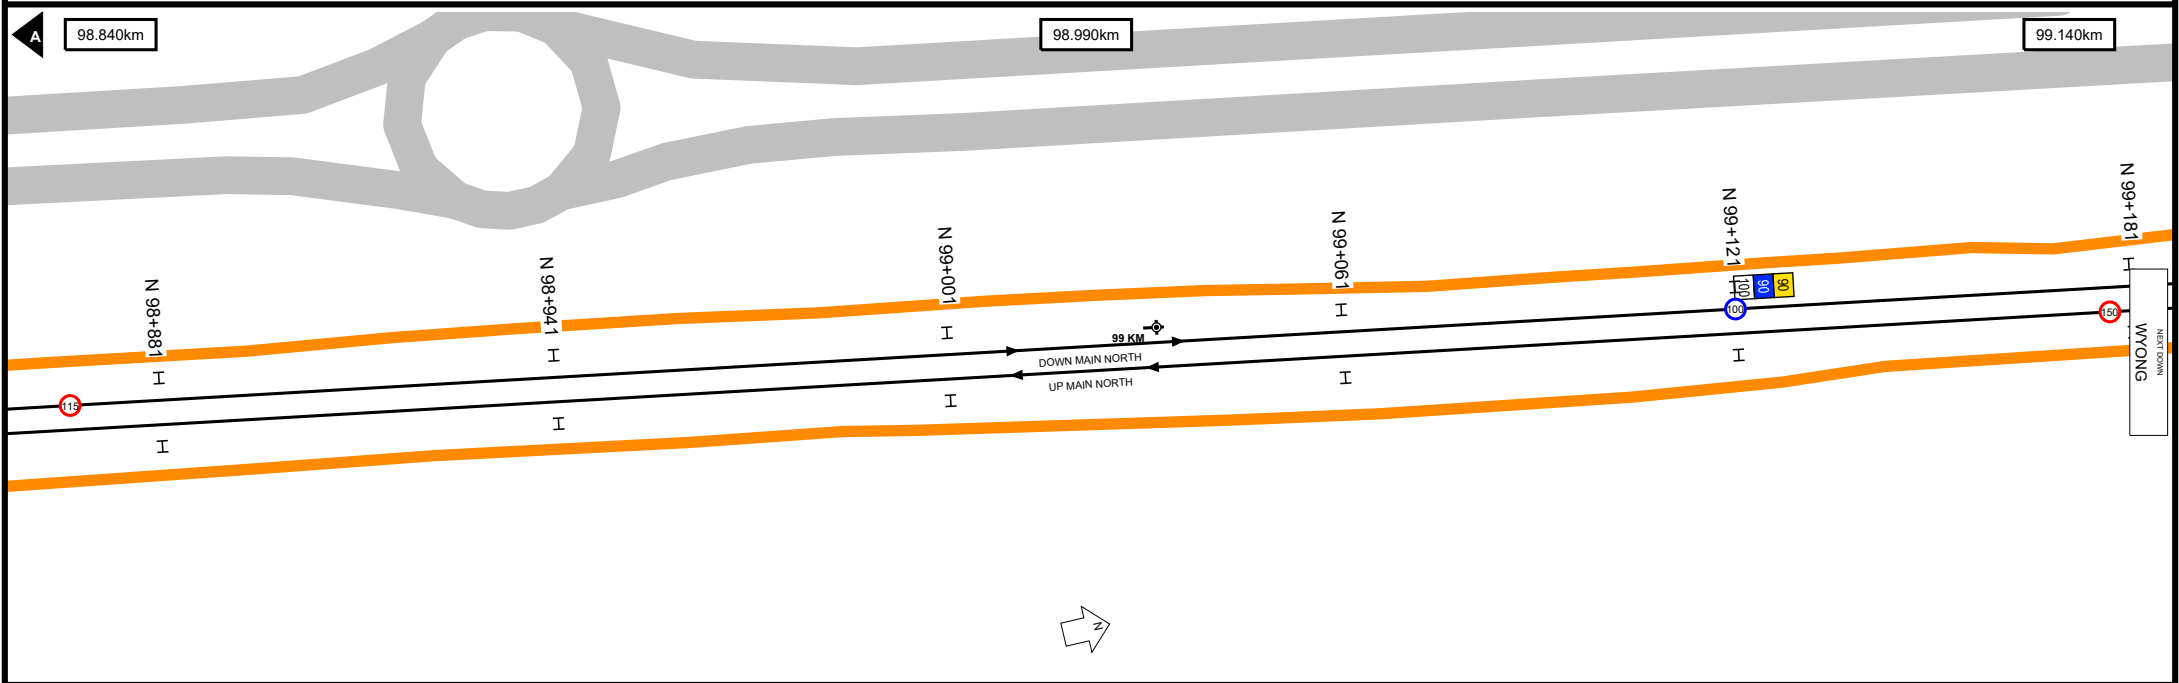 A
98.840km
98.990km
99.140km
N 98+881
N 98+941
N 99+001
N 99+061
N 99+121
N 99+181
H
H
H
H
H
H
H
H
H
H
H
100
90
90
100
115
150
99 KM
DOWN MAIN NORTH
UP MAIN NORTH
NEXT DOWN
WYONG
N